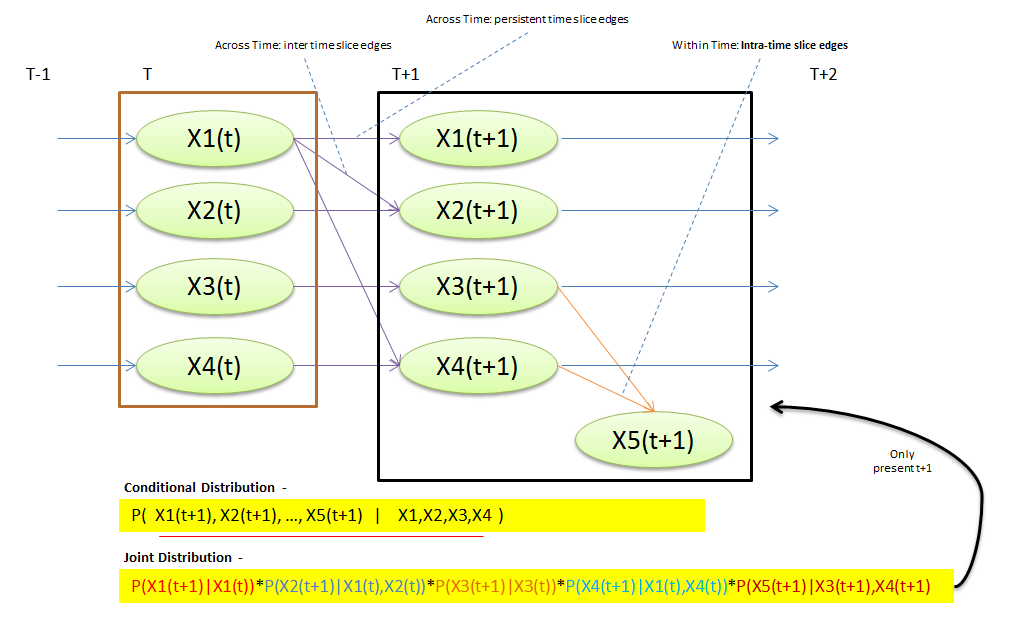 Across Time: persistent time slice edges
Across Time: inter time slice edges
Within Time: Intra-time slice edges
T-1
T
T+1
T+2
X1(t)
X1(t+1)
X2(t)
X2(t+1)
X3(t)
X3(t+1)
X4(t)
X4(t+1)
X5(t+1)
Only
present t+1
Conditional Distribution -
P( X1(t+1), X2(t+1), ..., X5(t+1) | X1,X2,X3,X4 )
Joint Distribution -
P(X1(t+1)|X1(t))*P(X2(t+1)|X1(t),X2(t))*P(X3(t+1)|X3(t))*P(X4(t+1)|X1(t),X4(t))*P(X5(t+1)|X3(t+1),X4(t+1)